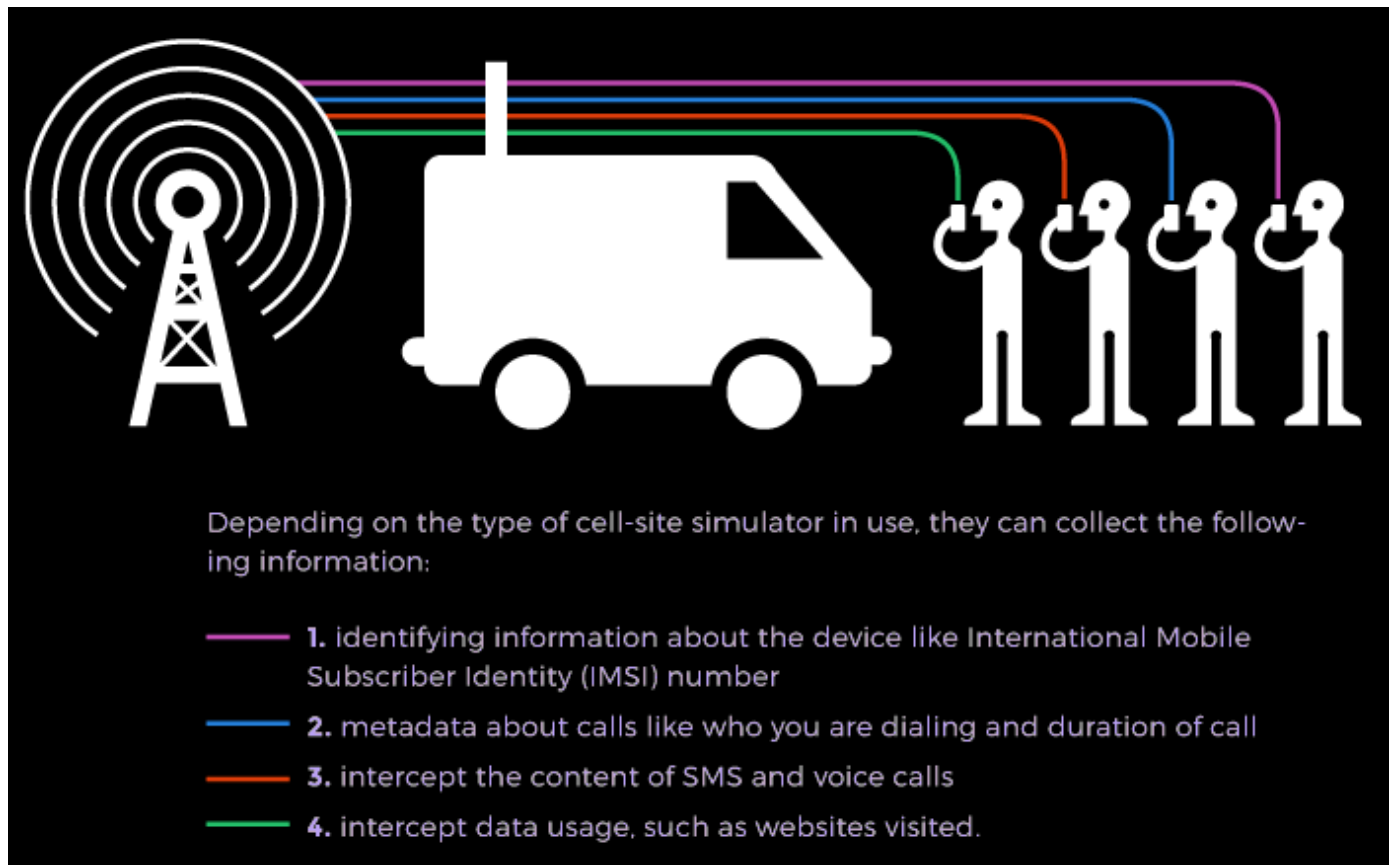 Depending on the type of cell-site simulator in use, they can collect the follow-
ing information:
1. identifying information about the device like International Mobile
Subscriber Identity (IMSI) number
2. metadata about calls like who you are dialing and duration of call
3. intercept the content of SMS and voice calls
4. intercept data usage, such as websites visited.